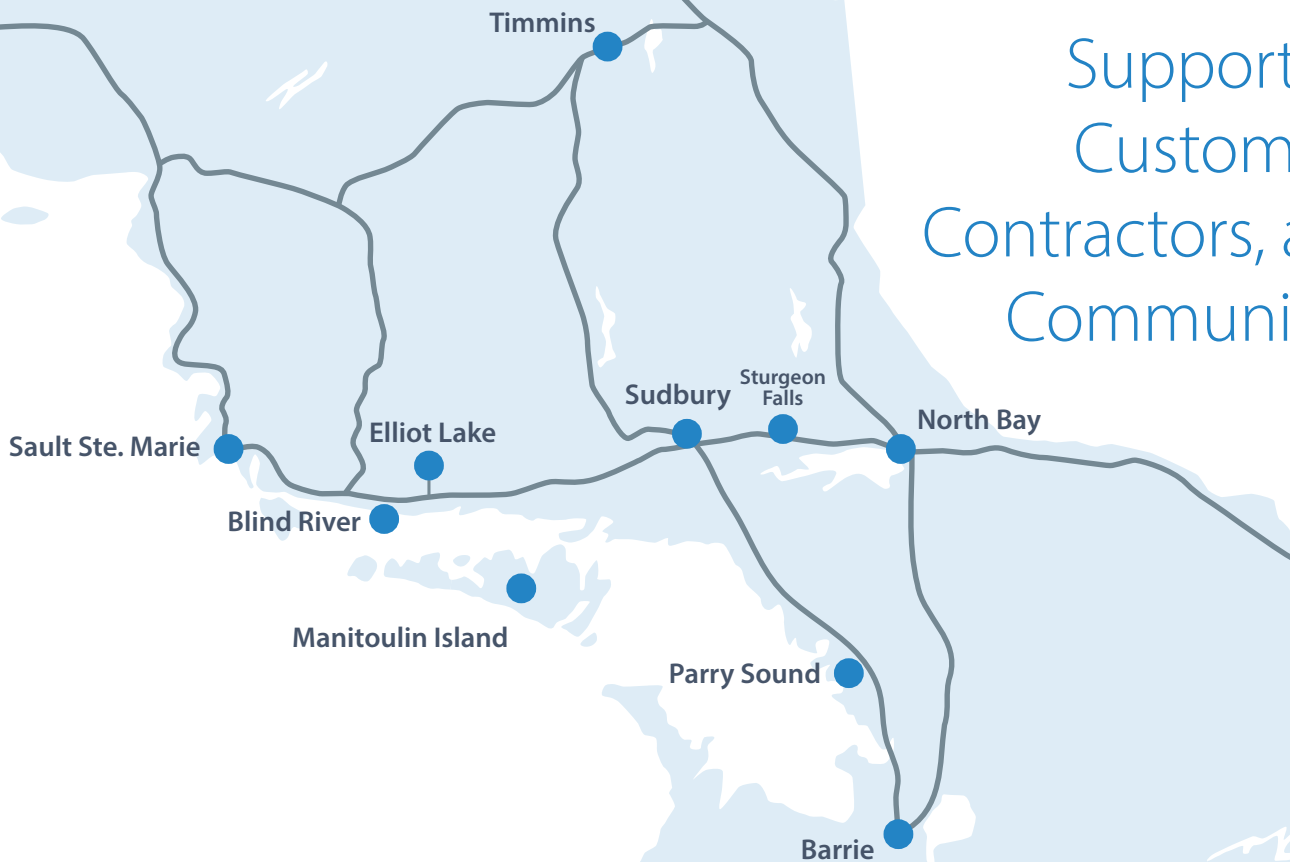 Timmins
Support
Custom
Contractors, a
Communi
Sturgeon
Falls
Sudbury
North Bay
Elliot Lake
Sault Ste. Marie
Blind River
Manitoulin Island
Parry Sound
Barrie